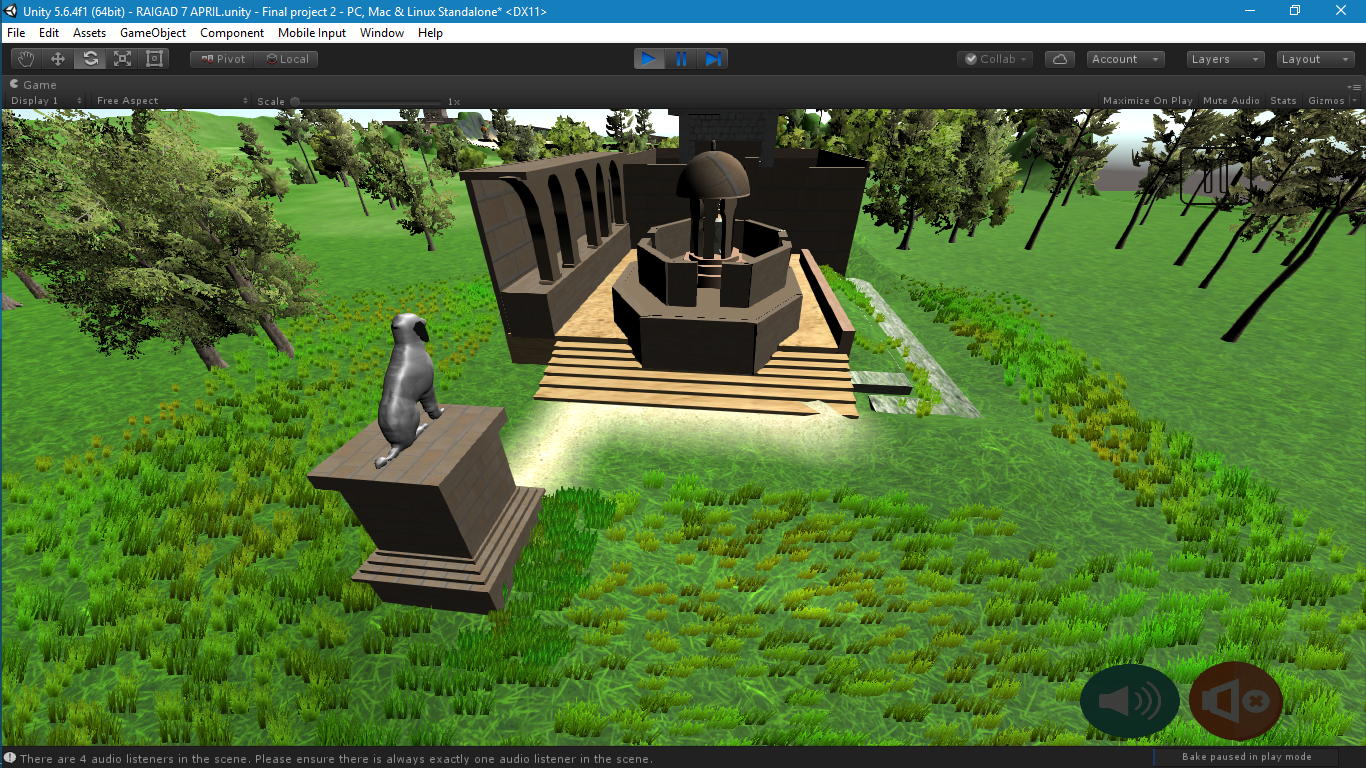 Unity 5.6.4f1 (64bit) - RAIGAD 7 APRIL.unity - Final project 2 - PC, Mac & Linux Standalone* <DX11>
File Edit Assets GameObject Component Mobile Input Window Help
Pivot Local Collab Account Layers Layout
Game
Display 1 Free Aspect Scale 1x Maximize On Play Mute Audio Stats Gizmos
There are 4 audio listeners in the scene. Please ensure there is always exactly one audio listener in the scene. Bake paused in play mode